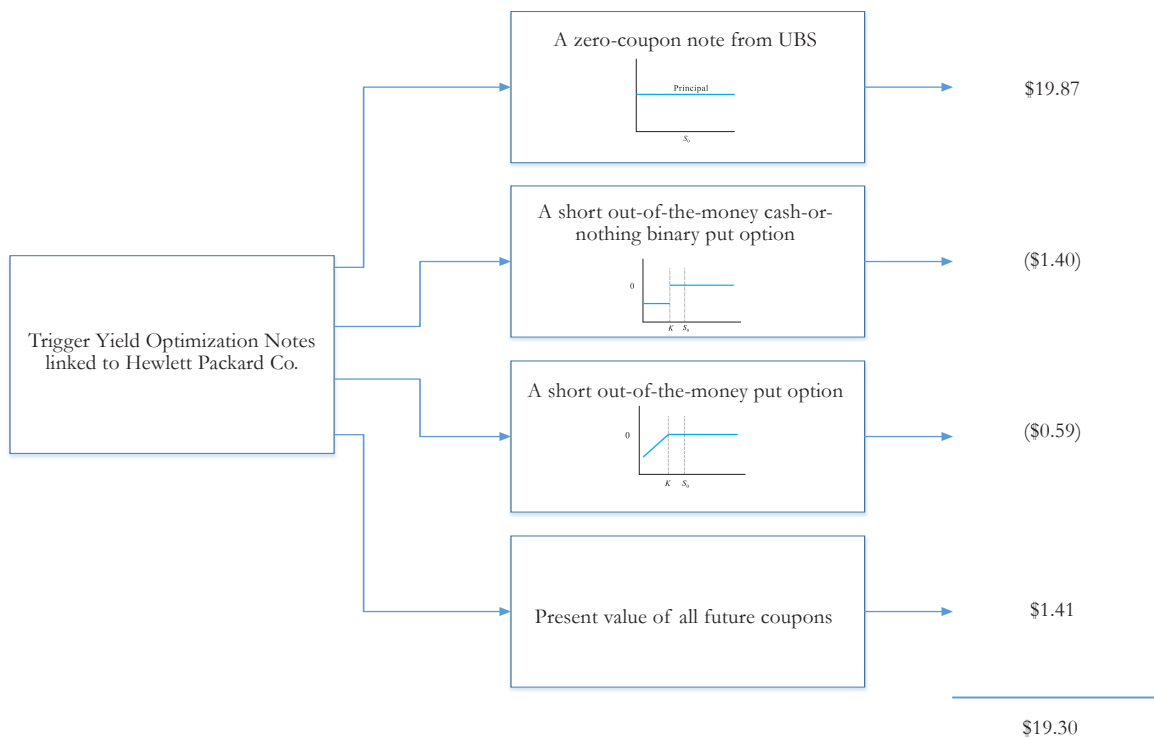 A zero-coupon note from UBS
Principal
S₀
$19.87
A short out-of-the-money cash-or-
nothing binary put option
0
K S₀
($1.40)
Trigger Yield Optimization Notes
linked to Hewlett Packard Co.
A short out-of-the-money put option
0
K S₀
($0.59)
Present value of all future coupons
$1.41
$19.30